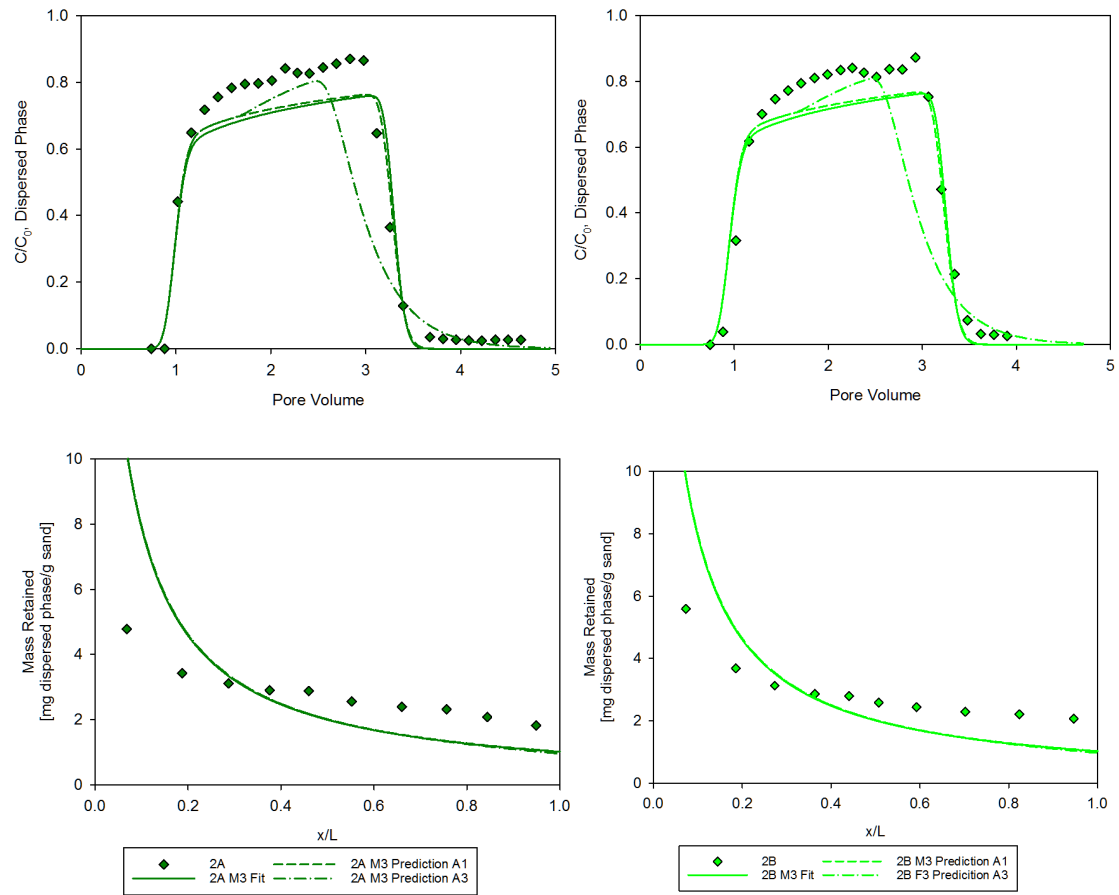 1.0
0.8
0.6
0.4
0.2
0.0
C/C0, Dispersed Phase
0 1 2 3 4 5
Pore Volume
1.0
0.8
0.6
0.4
0.2
0.0
C/C0, Dispersed Phase
0 1 2 3 4 5
Pore Volume
10
8
6
4
2
0
Mass Retained
[mg dispersed phase/g sand]
0.0 0.2 0.4 0.6 0.8 1.0
x/L
2A
2A M3 Fit
2A M3 Prediction A1
2A M3 Prediction A3
10
8
6
4
2
0
Mass Retained
[mg dispersed phase/g sand]
0.0 0.2 0.4 0.6 0.8 1.0
x/L
2B
2B M3 Fit
2B M3 Prediction A1
2B F3 Prediction A3